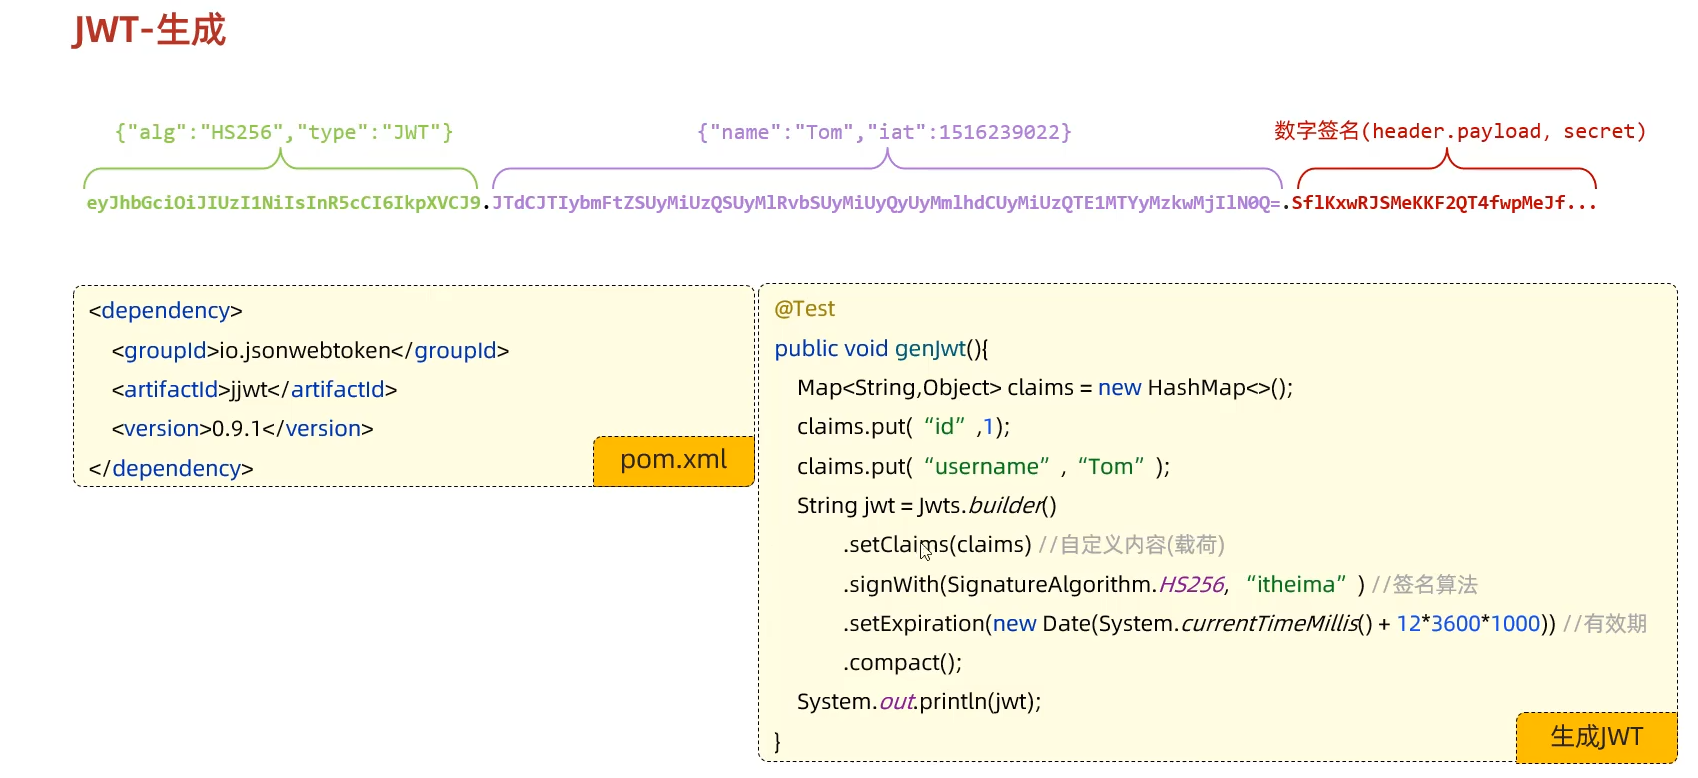 JWT-生成
{"alg":"HS256","type":"JWT"}
{"name":"Tom","iat":1516239022}
数字签名(header.payload, secret)
eyJhbGciOiJIUzI1NiIsInR5cCI6IkpXVCJ9.JTdCJTIybmFtZSUyMiUzQSUyMlRvbSUyMiUyQyUyMmlhdCUyMiUzQTE1MTYyMzkwMjIlN0Q=.SflKxwRJSMeKKF2QT4fwpMeJf...
<dependency>
<groupId>io.jsonwebtoken</groupId>
<artifactId>jjwt</artifactId>
<version>0.9.1</version>
</dependency>
pom.xml
@Test
public void genJwt(){
Map<String,Object> claims = new HashMap<>();
claims.put( “id” ,1);
claims.put( “username” , “Tom” );
String jwt = Jwts.builder()
.setClaims(claims) //自定义内容(载荷)
.signWith(SignatureAlgorithm.HS256, “itheima” ) //签名算法
.setExpiration(new Date(System.currentTimeMillis() + 12*3600*1000)) //有效期
.compact();
System.out.println(jwt);
}
生成JWT